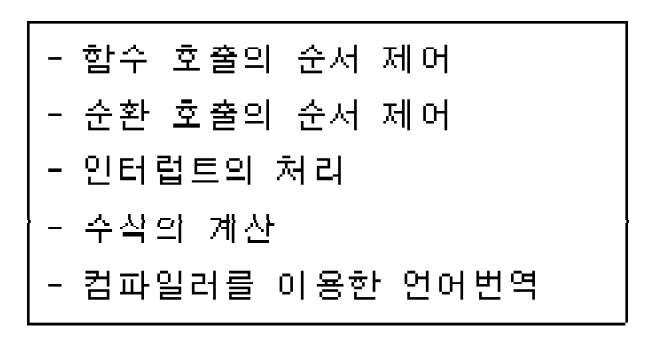 - 함수 호출의 순서 제어
- 순환 호출의 순서 제어
- 인터럽트의 처리
- 수식의 계산
- 컴파일러를 이용한 언어번역